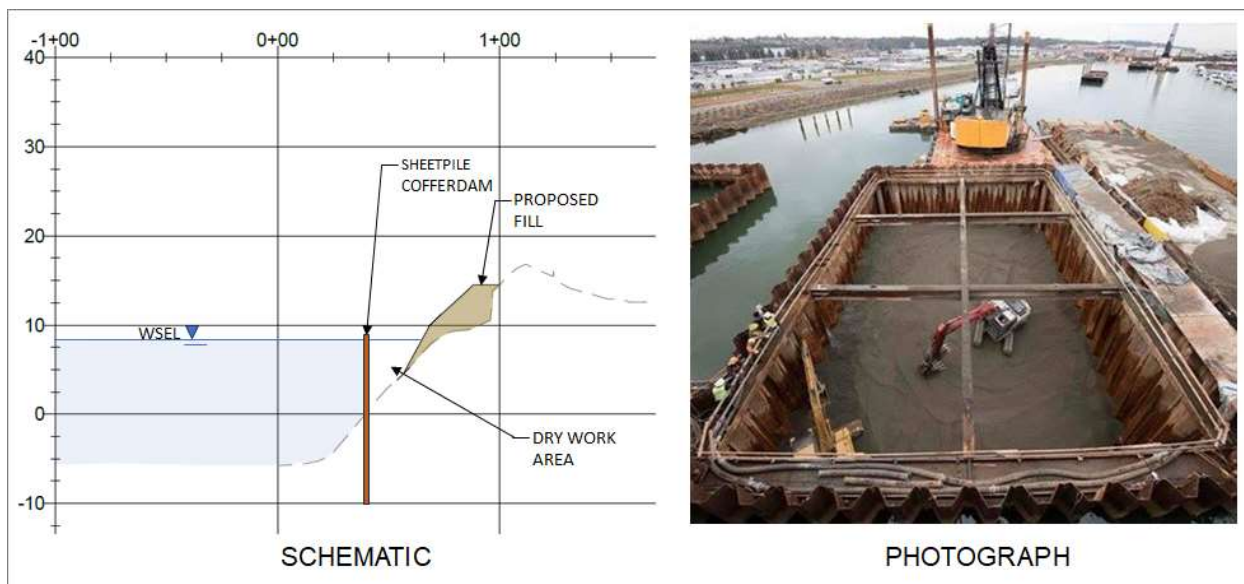 -1+00
0+00
1+00
40
30
20
10
0
-10
SHEETPILE
COFFERDAM
PROPOSED
FILL
WSEL
DRY WORK
AREA
SCHEMATIC
PHOTOGRAPH